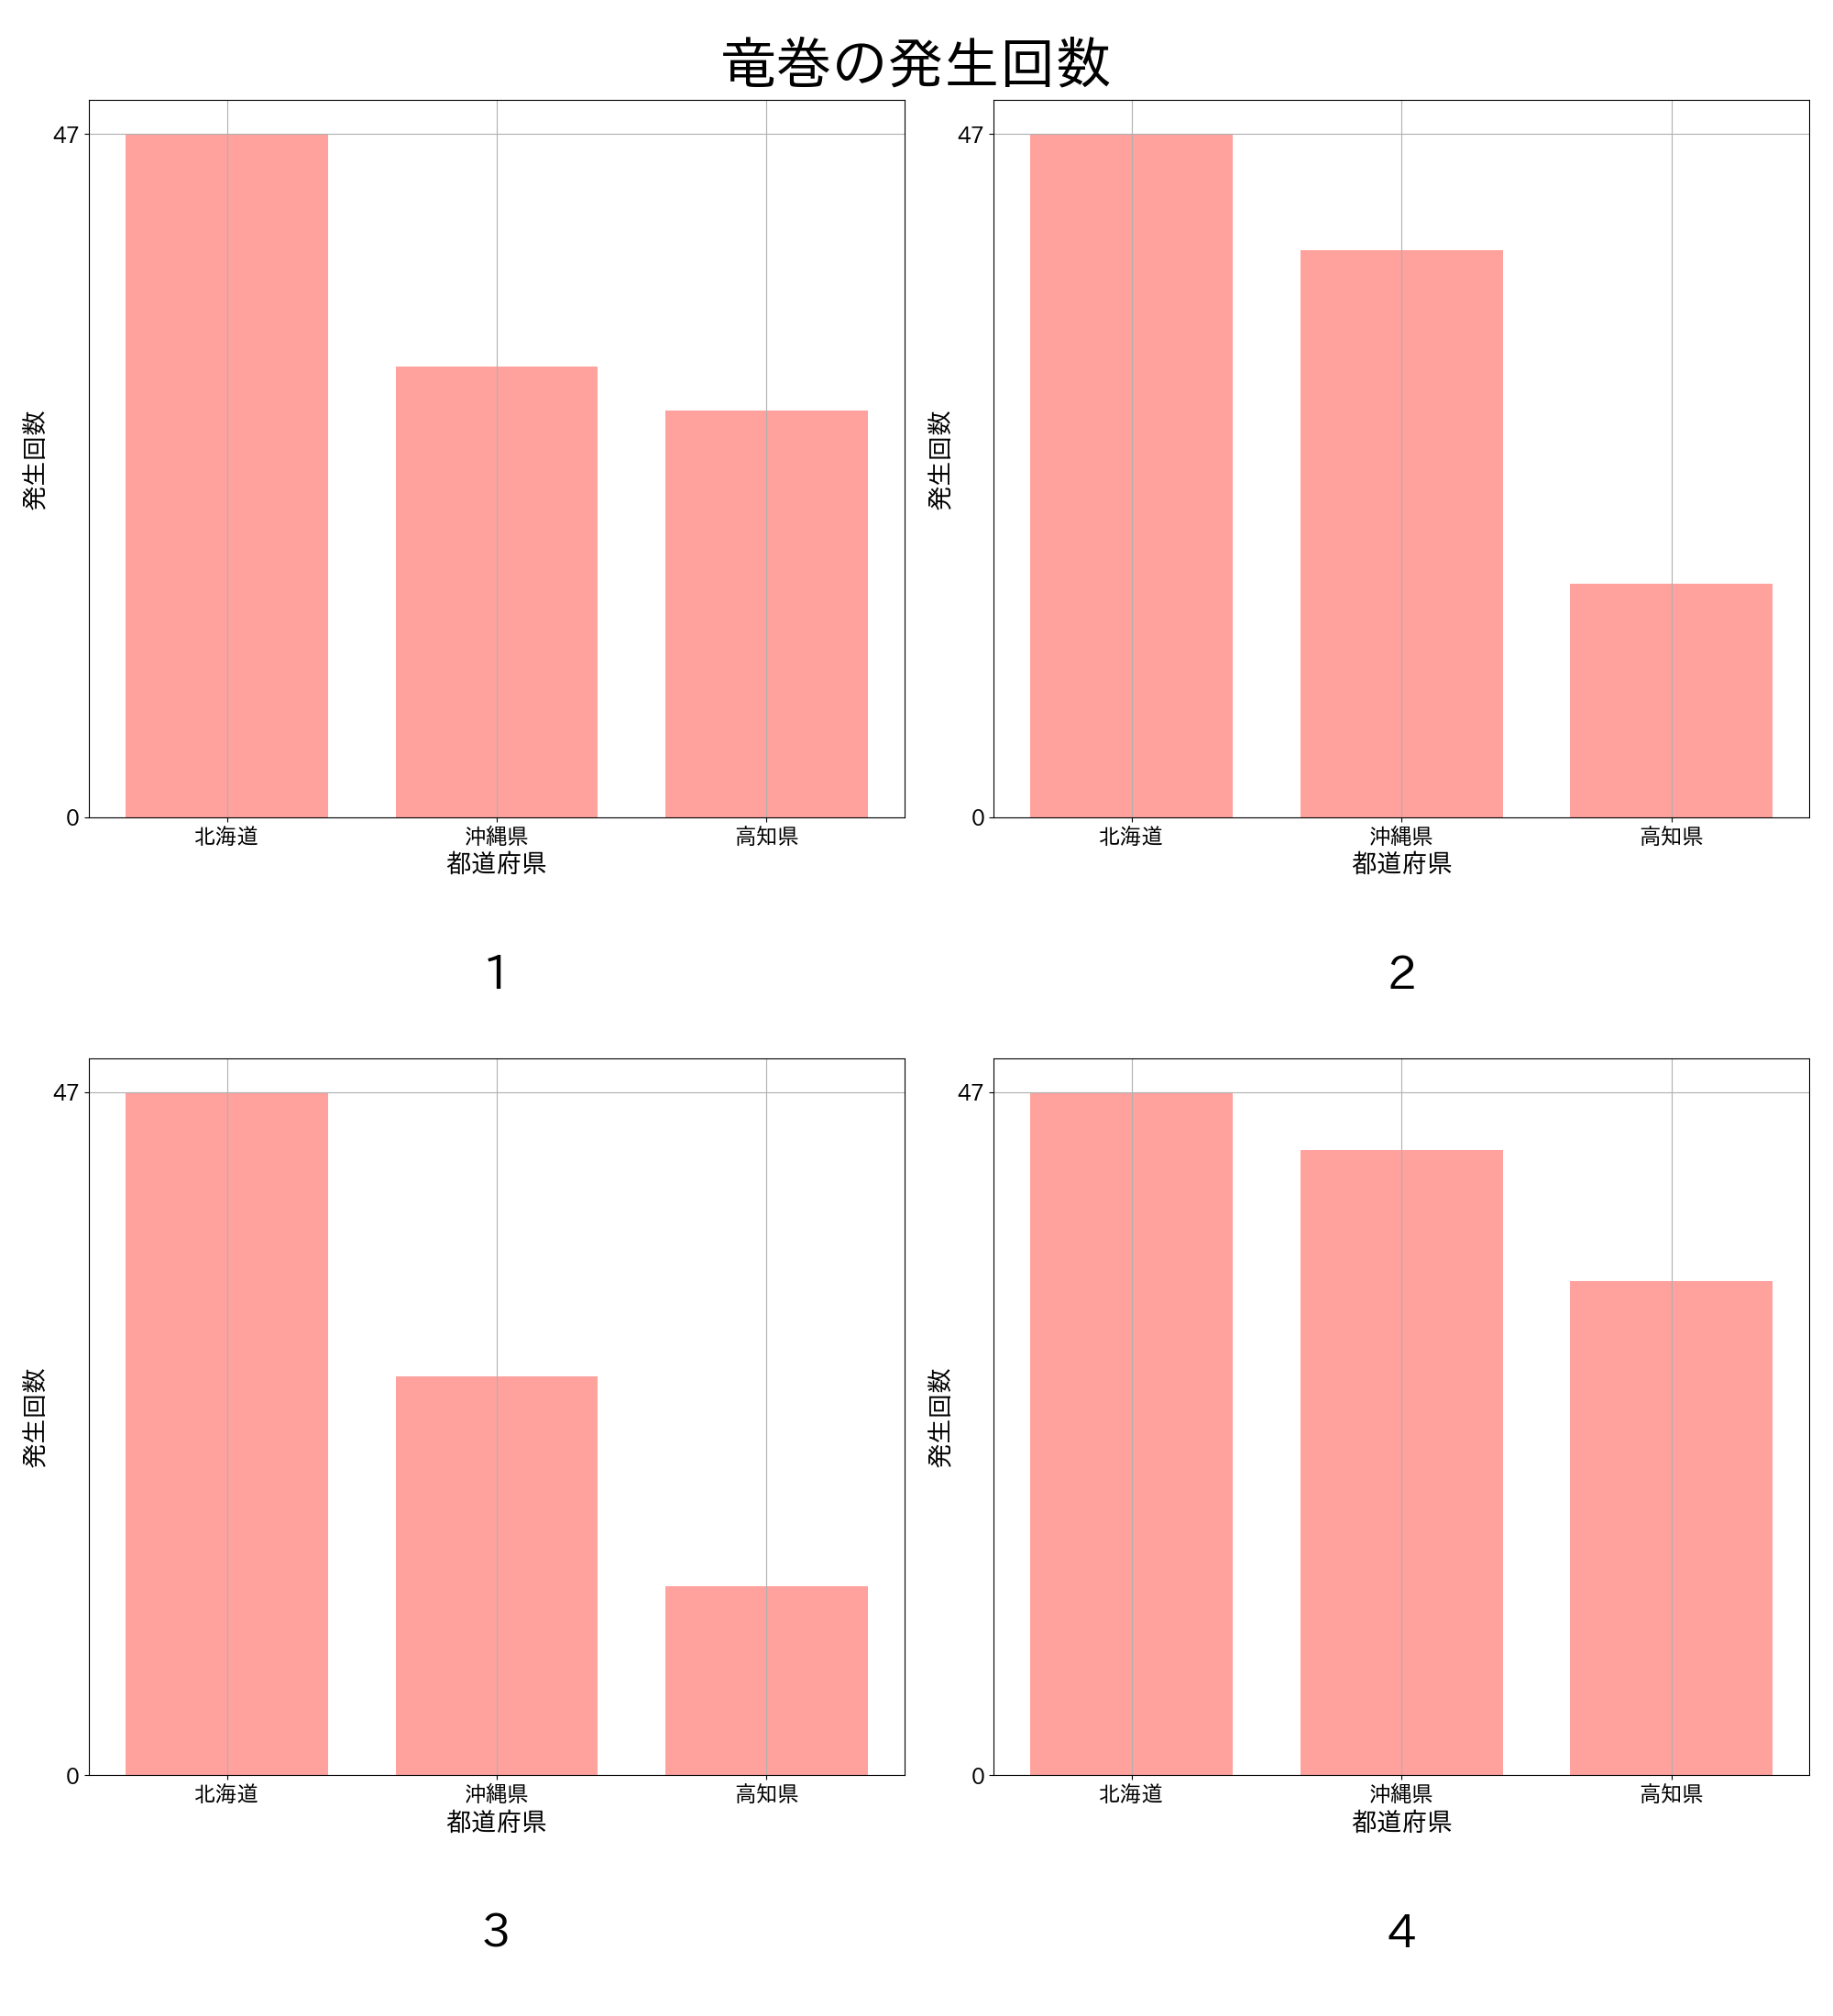 竜巻の発生回数
47
0
発生回数
北海道 沖縄県 高知県
都道府県
1
47
0
発生回数
北海道 沖縄県 高知県
都道府県
2
47
0
発生回数
北海道 沖縄県 高知県
都道府県
3
47
0
発生回数
北海道 沖縄県 高知県
都道府県
4